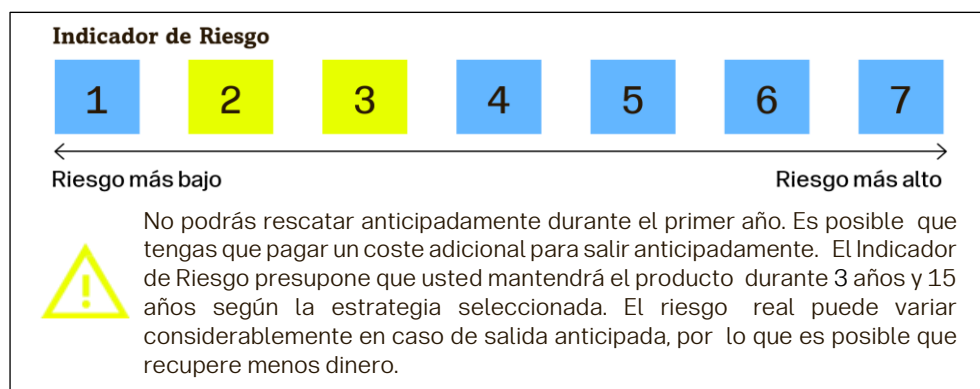 Indicador de Riesgo
1 2 3 4 5 6 7
Riesgo más bajo Riesgo más alto
No podrás rescatar anticipadamente durante el primer año. Es posible que
tengas que pagar un coste adicional para salir anticipadamente. El Indicador
de Riesgo presupone que usted mantendrá el producto durante 3 años y 15
años según la estrategia seleccionada. El riesgo real puede variar
considerablemente en caso de salida anticipada, por lo que es posible que
recupere menos dinero.